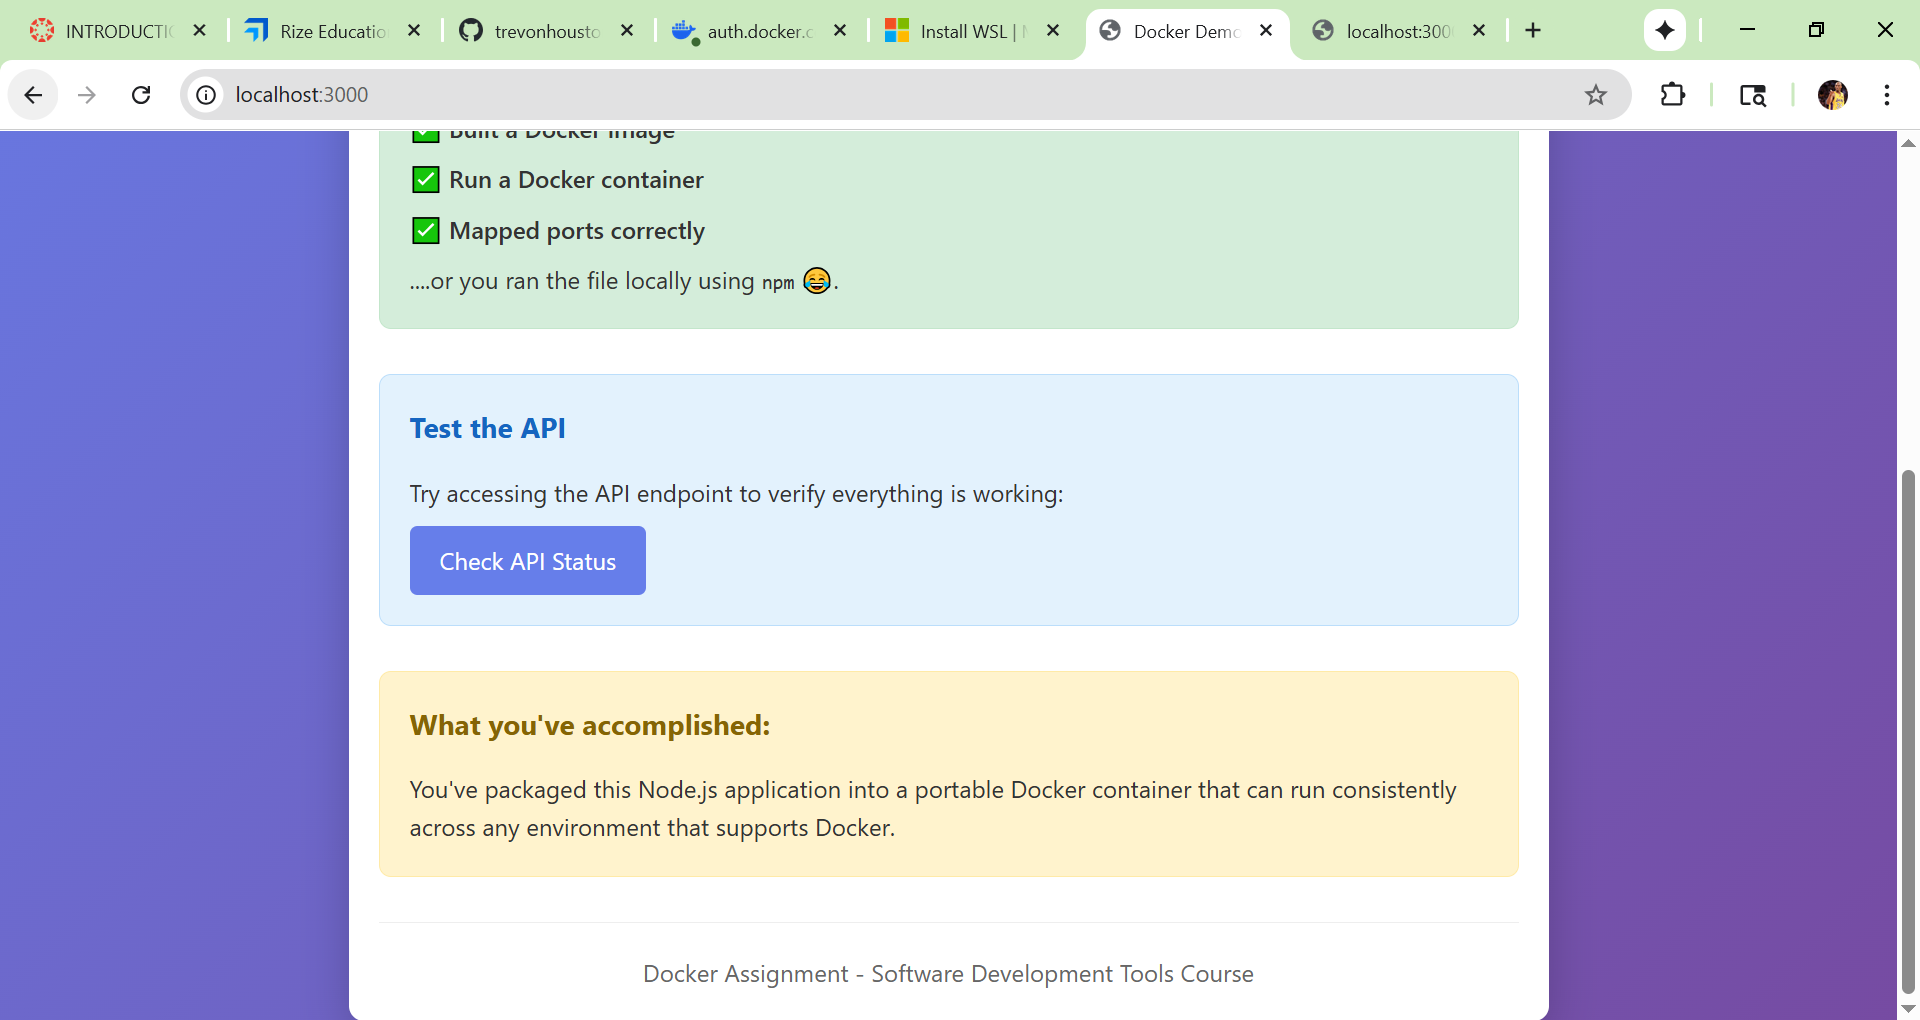 INTRODUCTI
Rize Educatio
trevonhousto
auth.docker.c
Install WSL |
Docker Demo
localhost:300
localhost:3000
Built a Docker image
Run a Docker container
Mapped ports correctly
....or you ran the file locally using npm 😂.
Test the API
Try accessing the API endpoint to verify everything is working:
Check API Status
What you've accomplished:
You've packaged this Node.js application into a portable Docker container that can run consistently
across any environment that supports Docker.
Docker Assignment - Software Development Tools Course